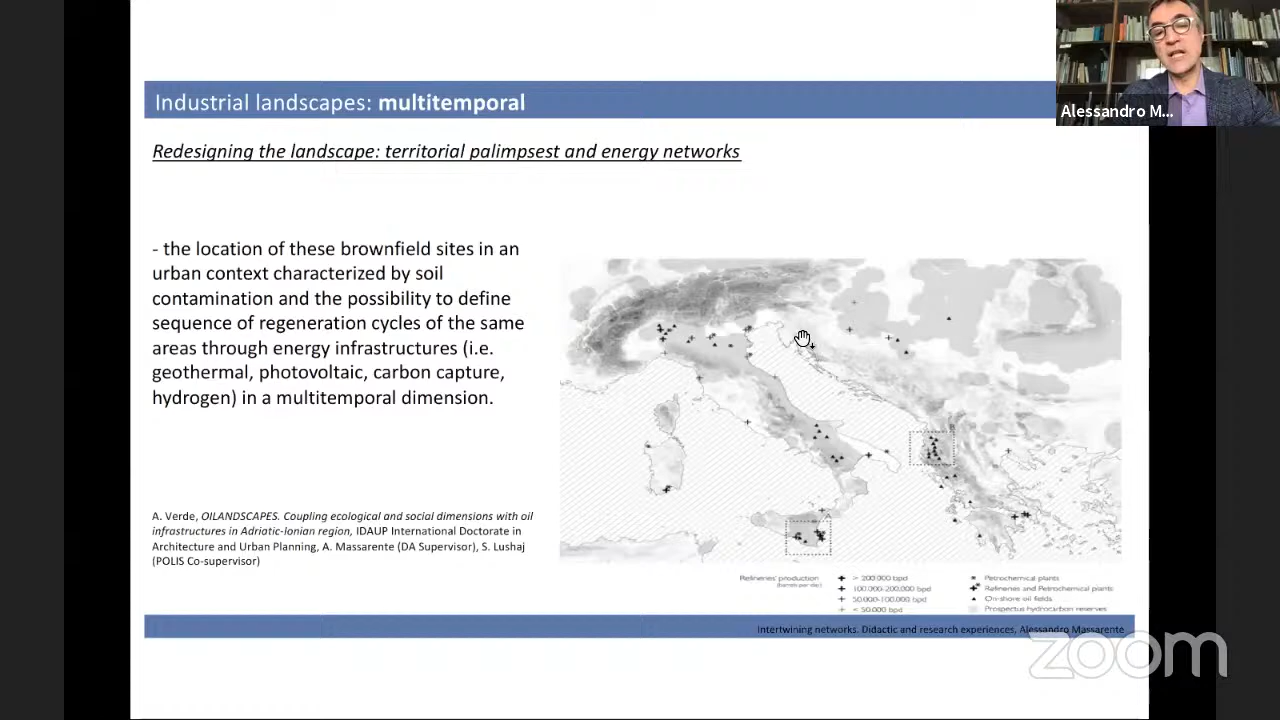 Industrial landscapes: multitemporal
Alessandro M...
Redesigning the landscape: territorial palimpsest and energy networks
- the location of these brownfield sites in an
urban context characterized by soil
contamination and the possibility to define
sequence of regeneration cycles of the same
areas through energy infrastructures (i.e.
geothermal, photovoltaic, carbon capture,
hydrogen) in a multitemporal dimension.
A. Verde, OILANDSCAPES. Coupling ecological and social dimensions with oil
infrastructures in Adriatic-Ionian region, IDAUP International Doctorate in
Architecture and Urban Planning, A. Massarente (DA Supervisor), S. Lushaj
(POLIS Co-supervisor)
Refineries' production
(barrels per day)
> 200.000 bpd
100.000-200.000 bpd
50.000-100.000 bpd
< 50.000 bpd
Petrochemical plants
Refineries and Petrochemical plants
On-shore oil fields
Prospectus hydrocarbon reserves
Intertwining networks. Didactic and research experiences, Alessandro Massarente
zoom